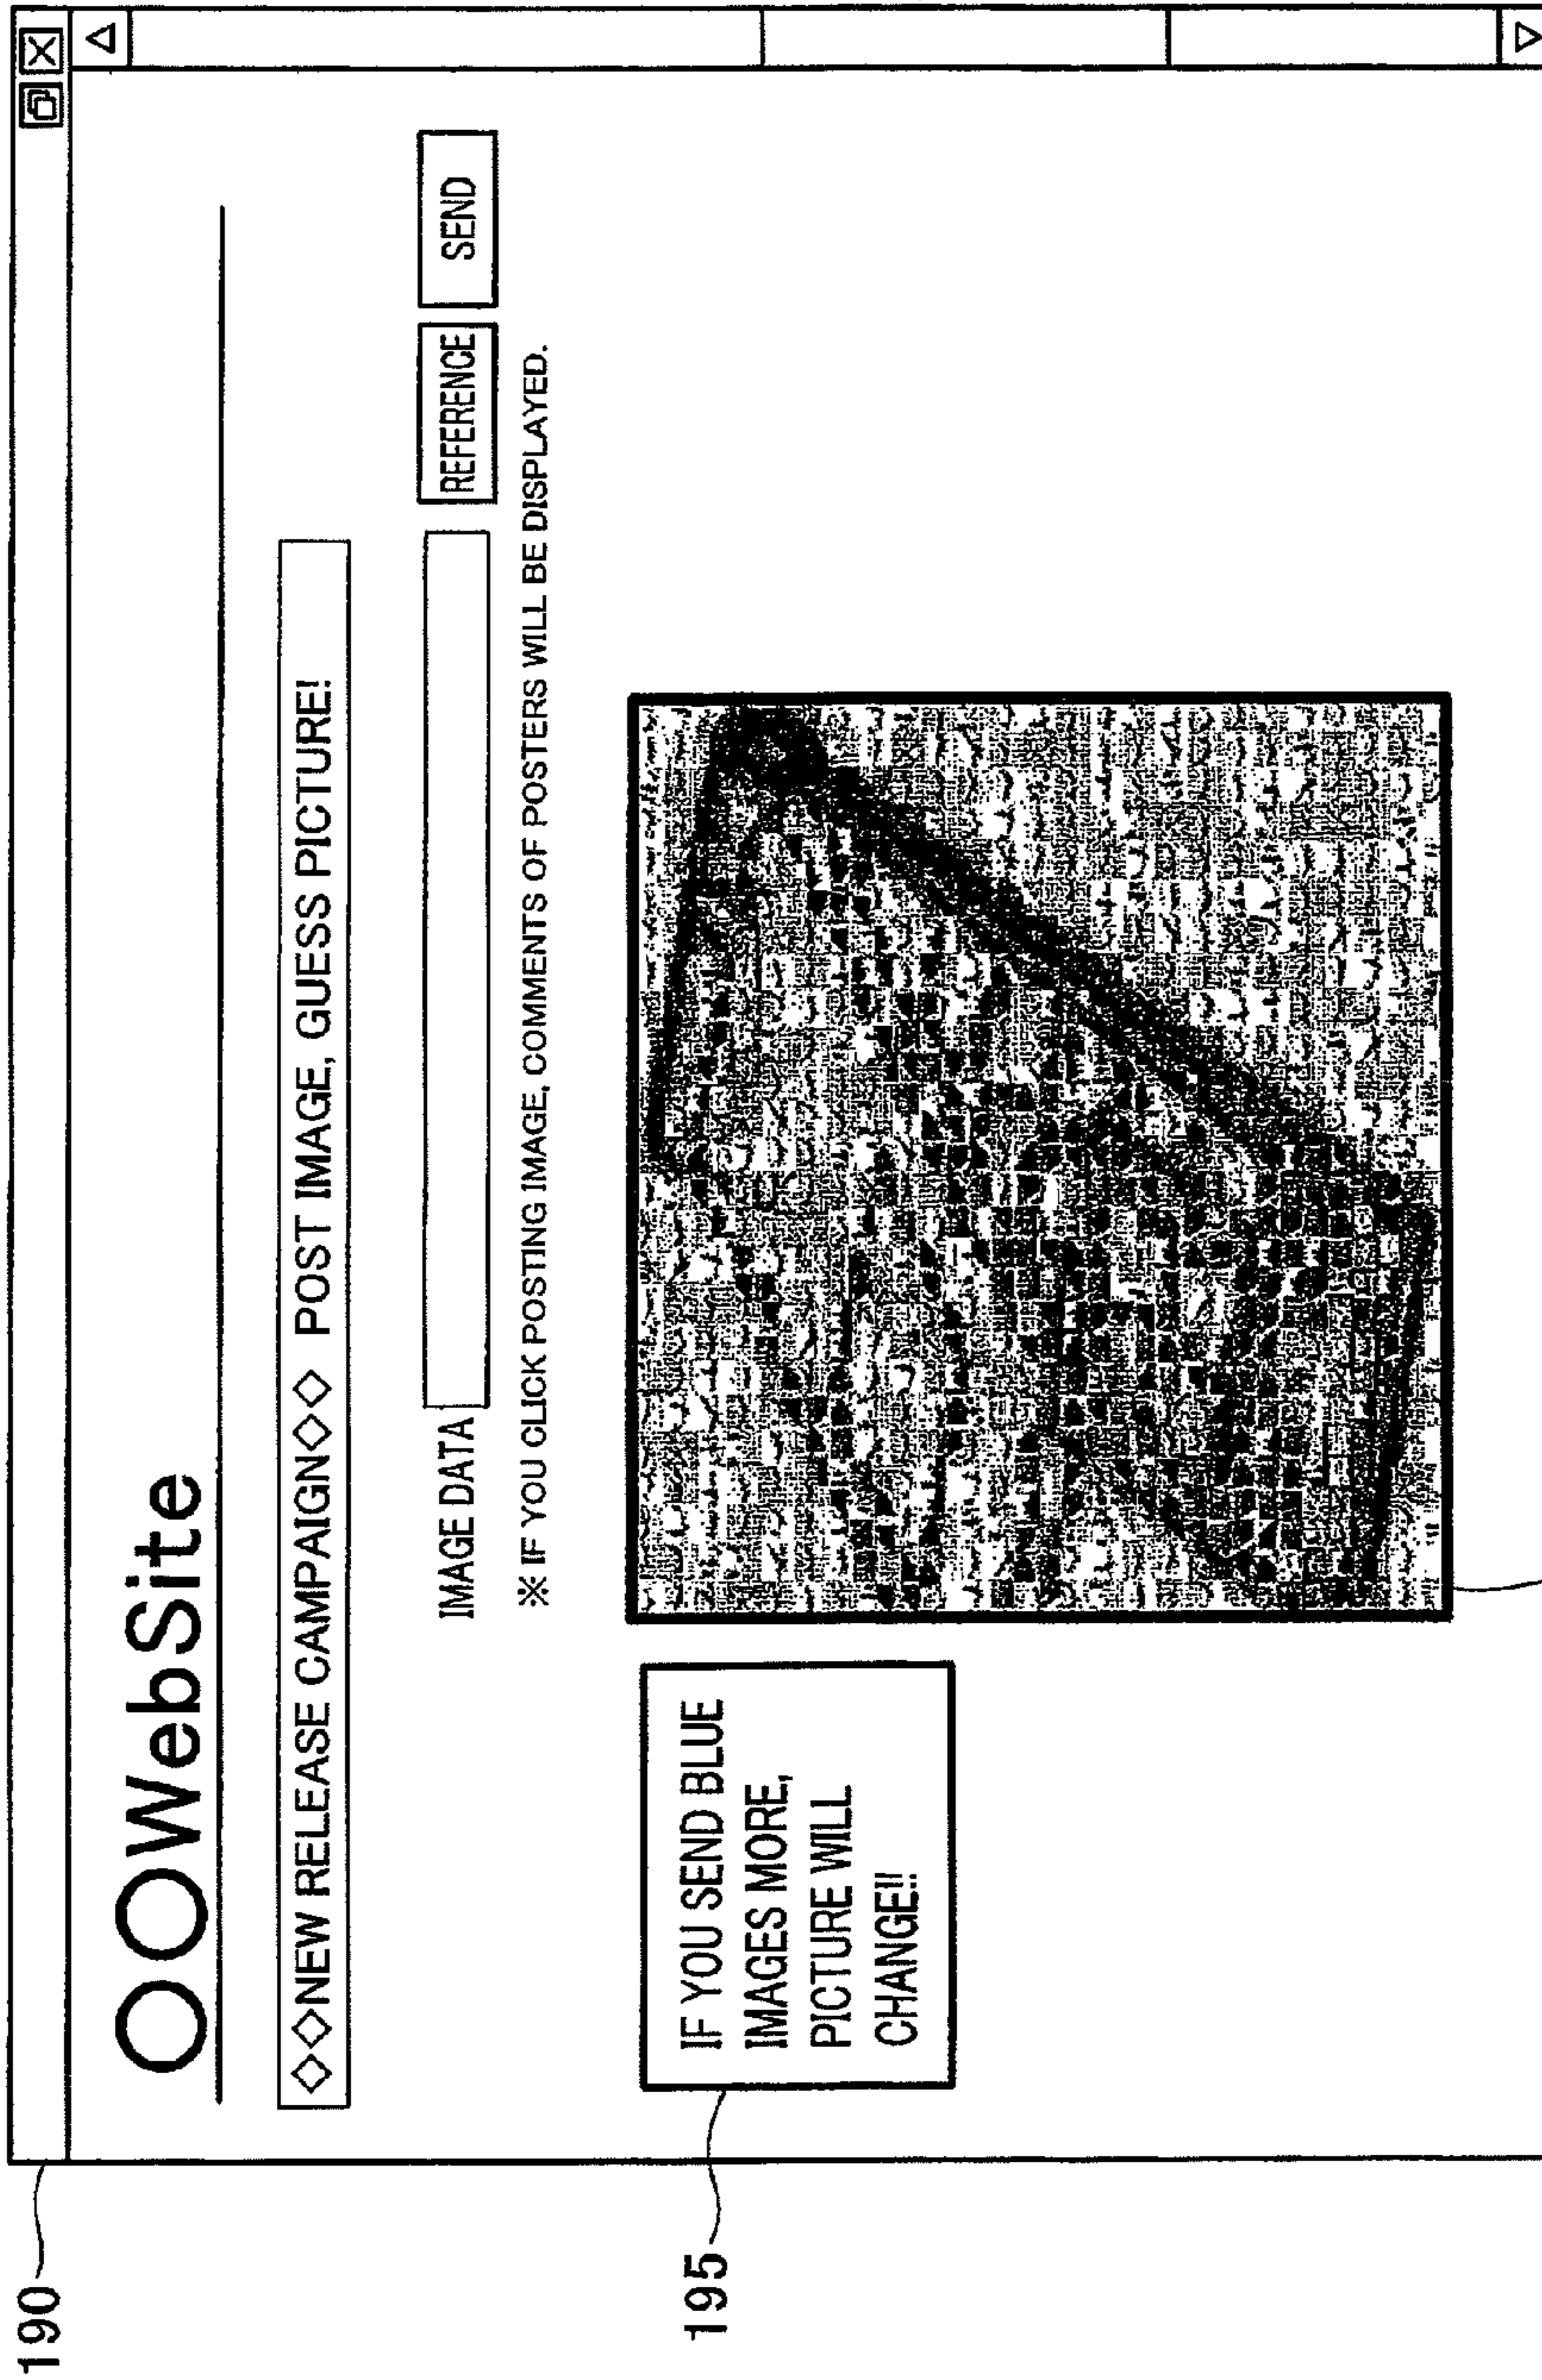 190
○○WebSite
◇◇NEW RELEASE CAMPAIGN◇◇ POST IMAGE, GUESS PICTURE!
IMAGE DATA REFERENCE SEND
※ IF YOU CLICK POSTING IMAGE, COMMENTS OF POSTERS WILL BE DISPLAYED.
195
IF YOU SEND BLUE
IMAGES MORE,
PICTURE WILL
CHANGE!!